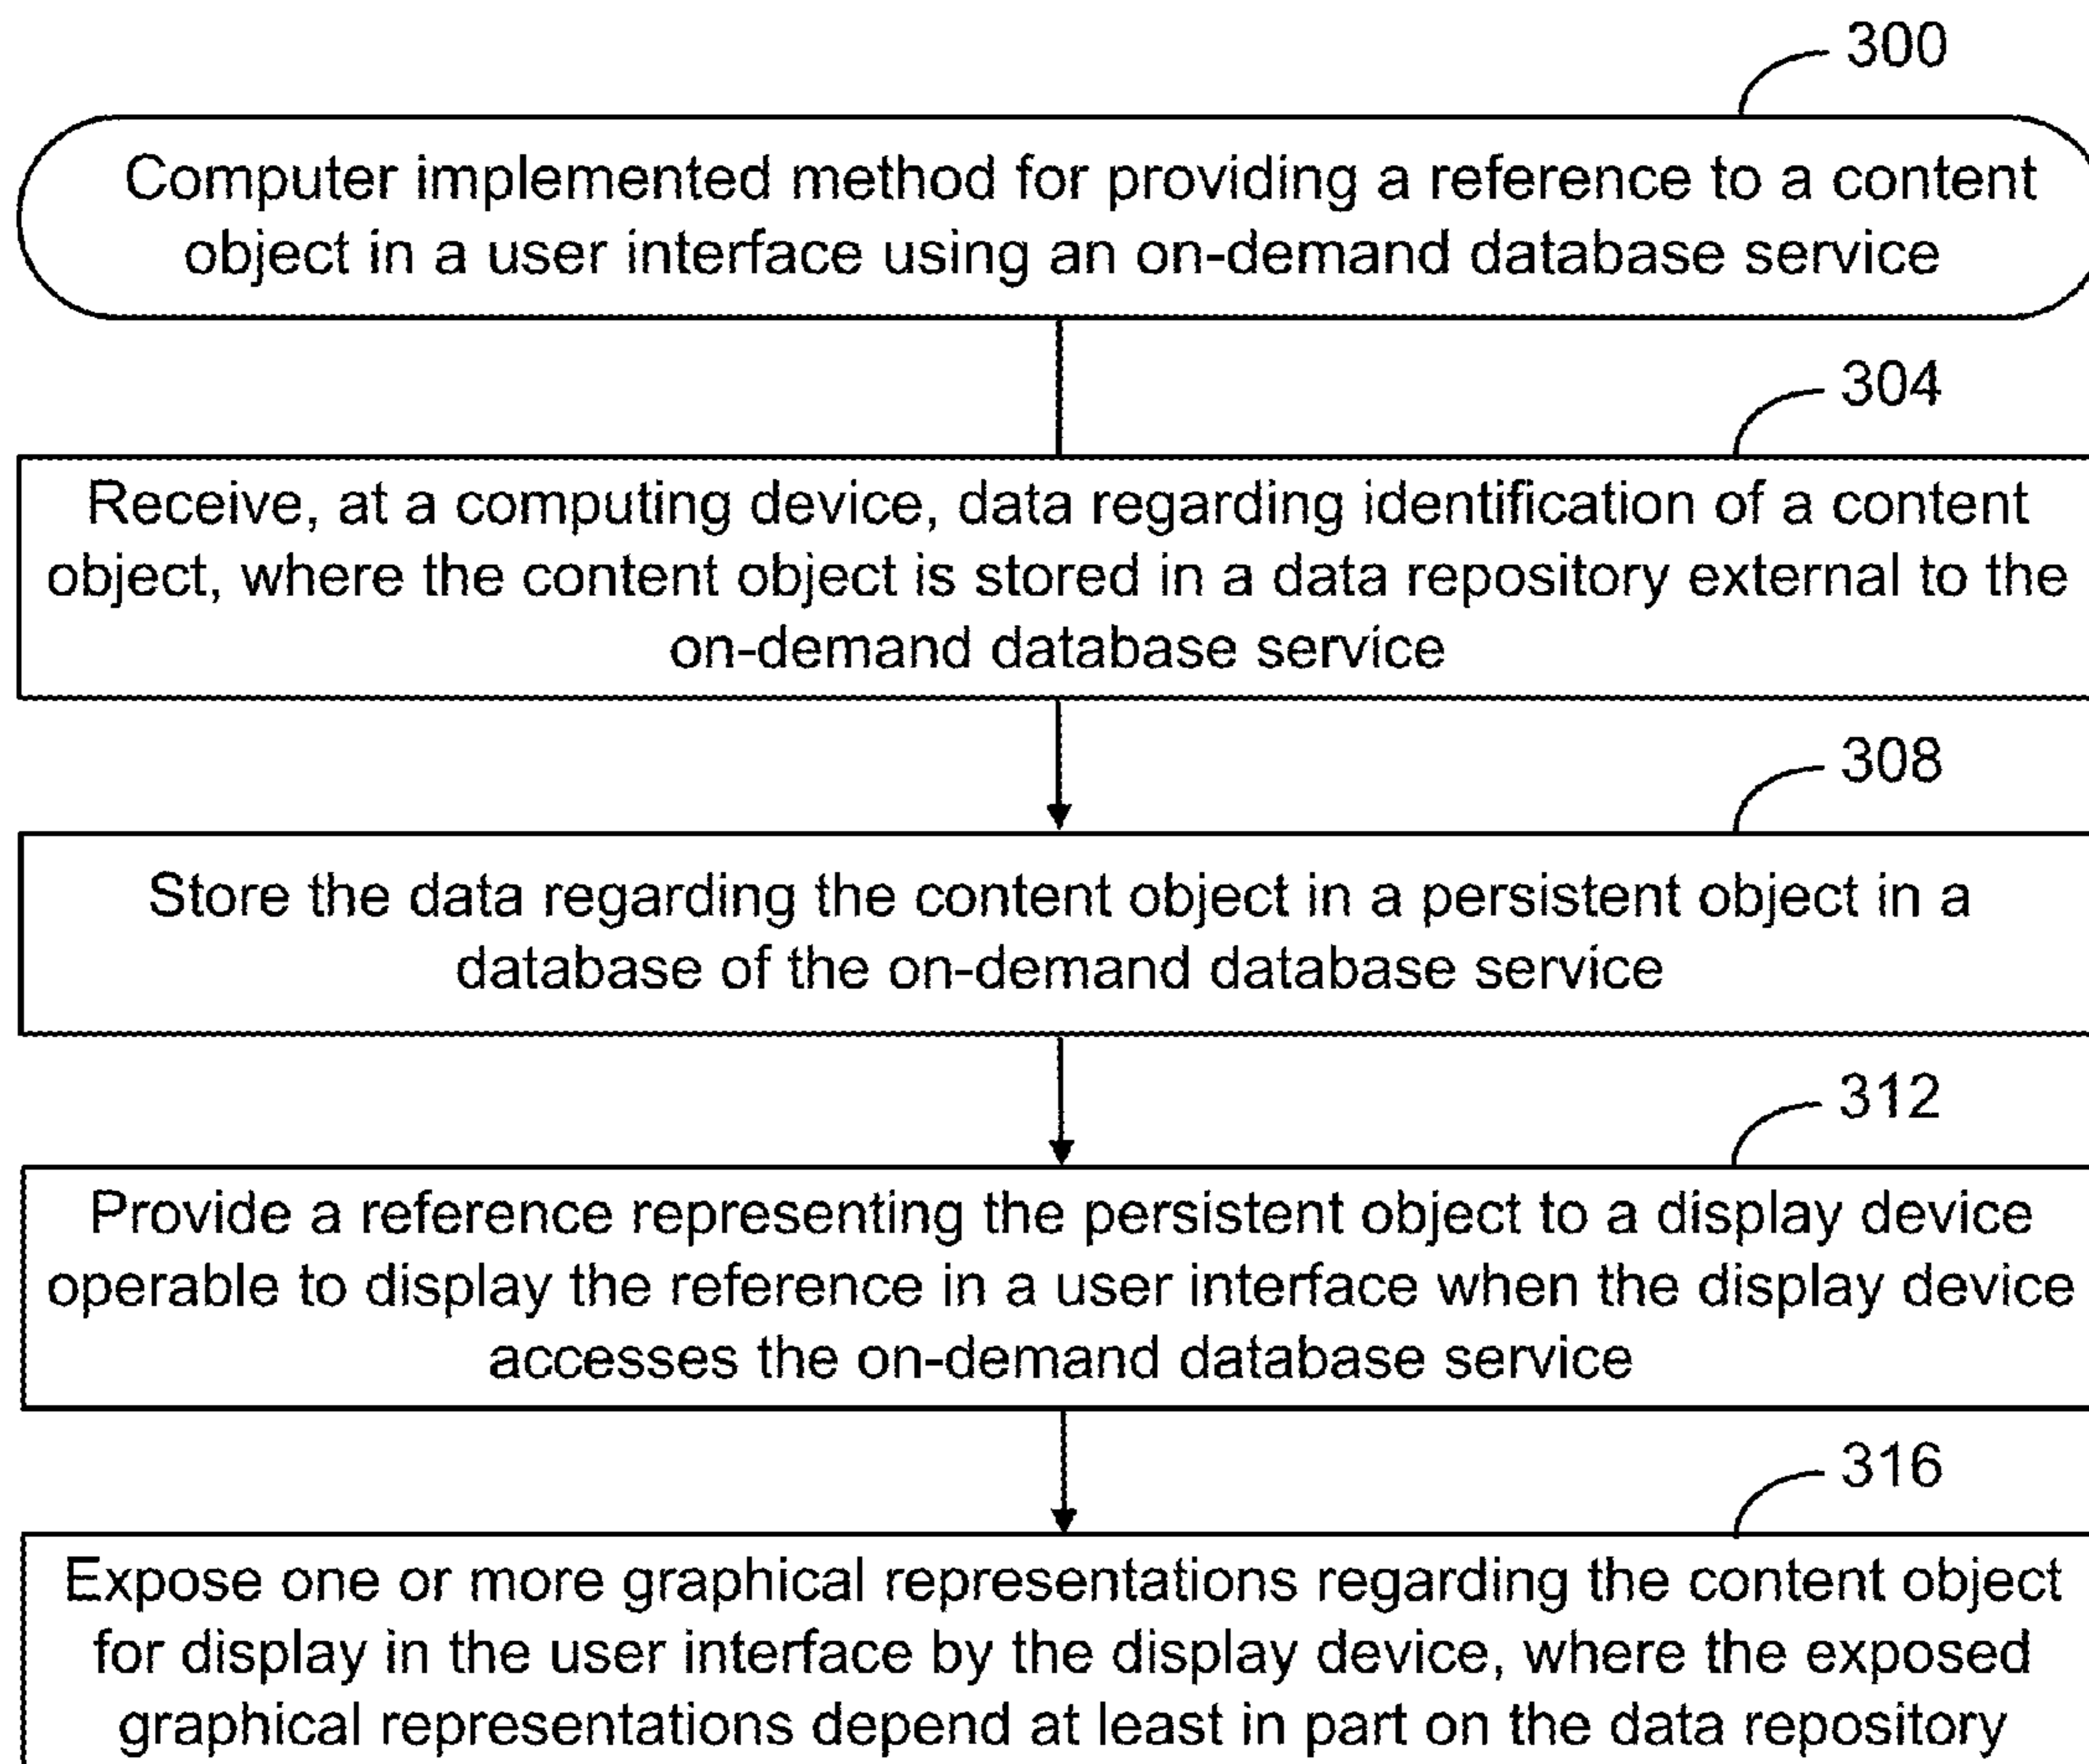 300
Computer implemented method for providing a reference to a content
object in a user interface using an on-demand database service
304
Receive, at a computing device, data regarding identification of a content
object, where the content object is stored in a data repository external to the
on-demand database service
308
Store the data regarding the content object in a persistent object in a
database of the on-demand database service
312
Provide a reference representing the persistent object to a display device
operable to display the reference in a user interface when the display device
accesses the on-demand database service
316
Expose one or more graphical representations regarding the content object
for display in the user interface by the display device, where the exposed
graphical representations depend at least in part on the data repository